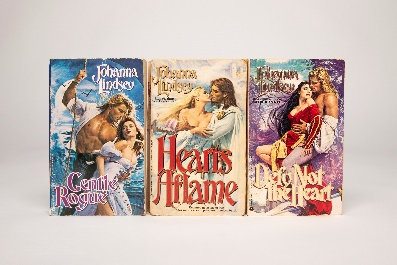 Johanna
Lindsey
Gentle
Rogue
Johanna
Lindsey
Hearts
Aflame
Johanna
Lindsey
Defy Not
the Heart